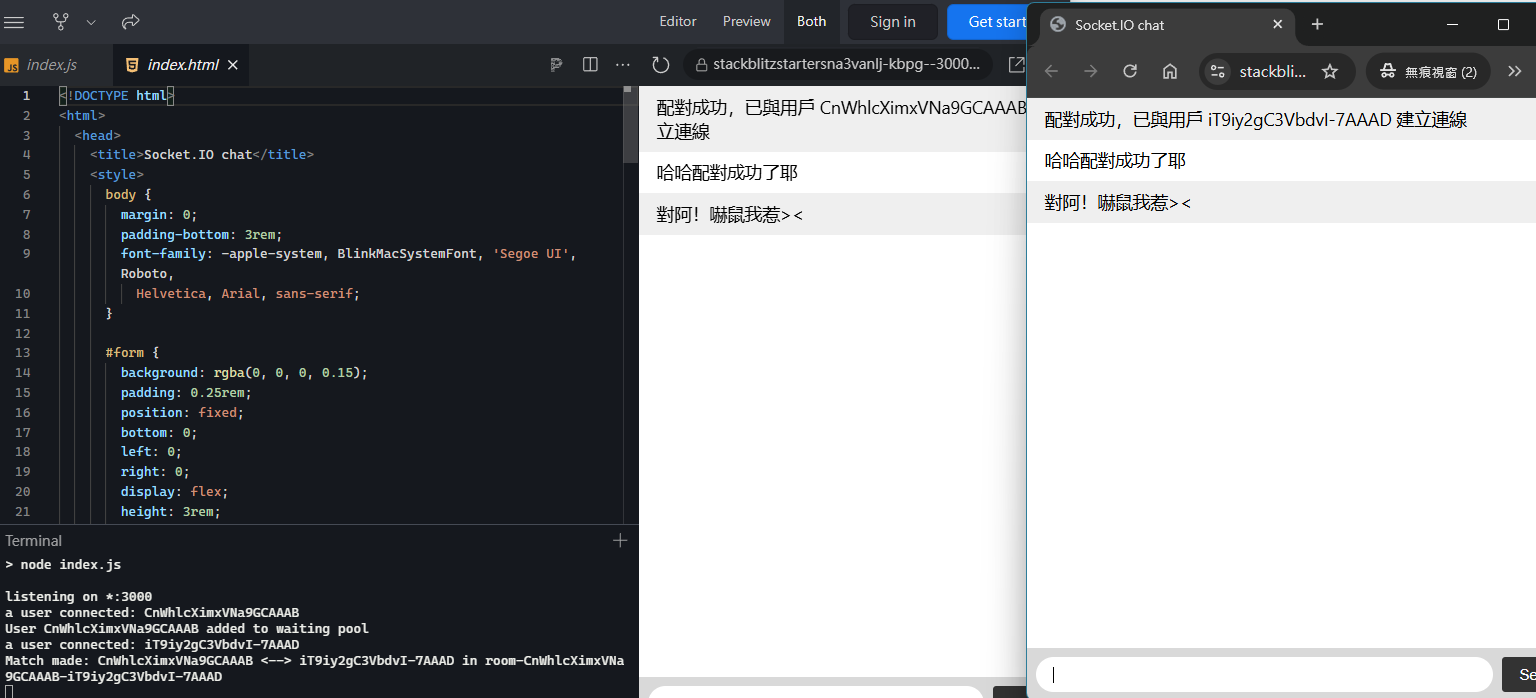 Editor Preview Both Sign in Get start
index.js index.html
stackblitzstartersna3vanlj-kbpg--3000...
1 <!DOCTYPE html>
2 <html>
3 <head>
4 <title>Socket.IO chat</title>
5 <style>
6 body {
7 margin: 0;
8 padding-bottom: 3rem;
9 font-family: -apple-system, BlinkMacSystemFont, 'Segoe UI',
Roboto,
10 Helvetica, Arial, sans-serif;
11 }
12
13 #form {
14 background: rgba(0, 0, 0, 0.15);
15 padding: 0.25rem;
16 position: fixed;
17 bottom: 0;
18 left: 0;
19 right: 0;
20 display: flex;
21 height: 3rem;
Terminal
> node index.js
listening on *:3000
a user connected: CnWhlcXimxVNa9GCAAAB
User CnWhlcXimxVNa9GCAAAB added to waiting pool
a user connected: iT9iy2gC3VbdvI-7AAAD
Match made: CnWhlcXimxVNa9GCAAAB <--> iT9iy2gC3VbdvI-7AAAD in room-CnWhlcXimxVNa
9GCAAAB-iT9iy2gC3VbdvI-7AAAD
配對成功，已與用戶 CnWhlcXimxVNa9GCAAAB
立連線
哈哈配對成功了耶
對阿！嚇鼠我惹><
Socket.IO chat
stackbli...
無痕視窗 (2)
配對成功，已與用戶 iT9iy2gC3VbdvI-7AAAD 建立連線
哈哈配對成功了耶
對阿！嚇鼠我惹><
Se